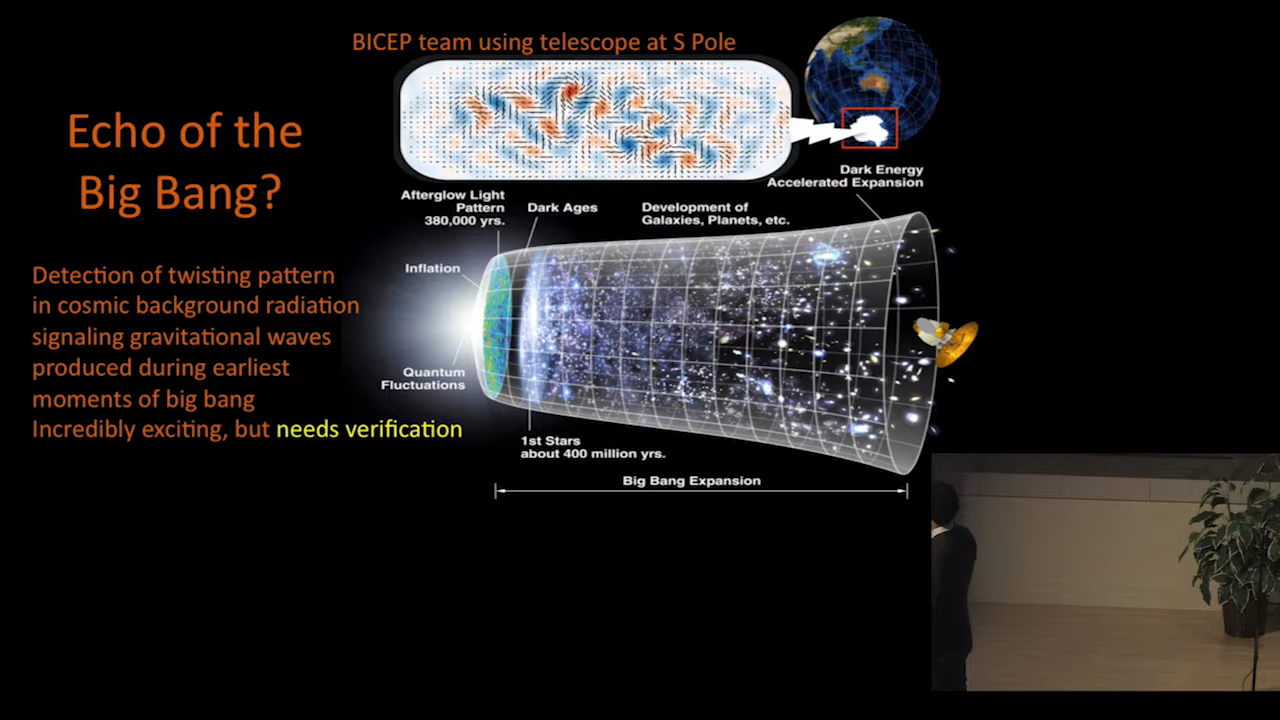 BICEP team using telescope at S Pole
Echo of the
Big Bang?
Detection of twisting pattern
in cosmic background radiation
signaling gravitational waves
produced during earliest
moments of big bang
Incredibly exciting, but needs verification
Dark Energy
Accelerated Expansion
Afterglow Light
Pattern
380,000 yrs.
Dark Ages
Development of
Galaxies, Planets, etc.
Inflation
Quantum
Fluctuations
1st Stars
about 400 million yrs.
Big Bang Expansion